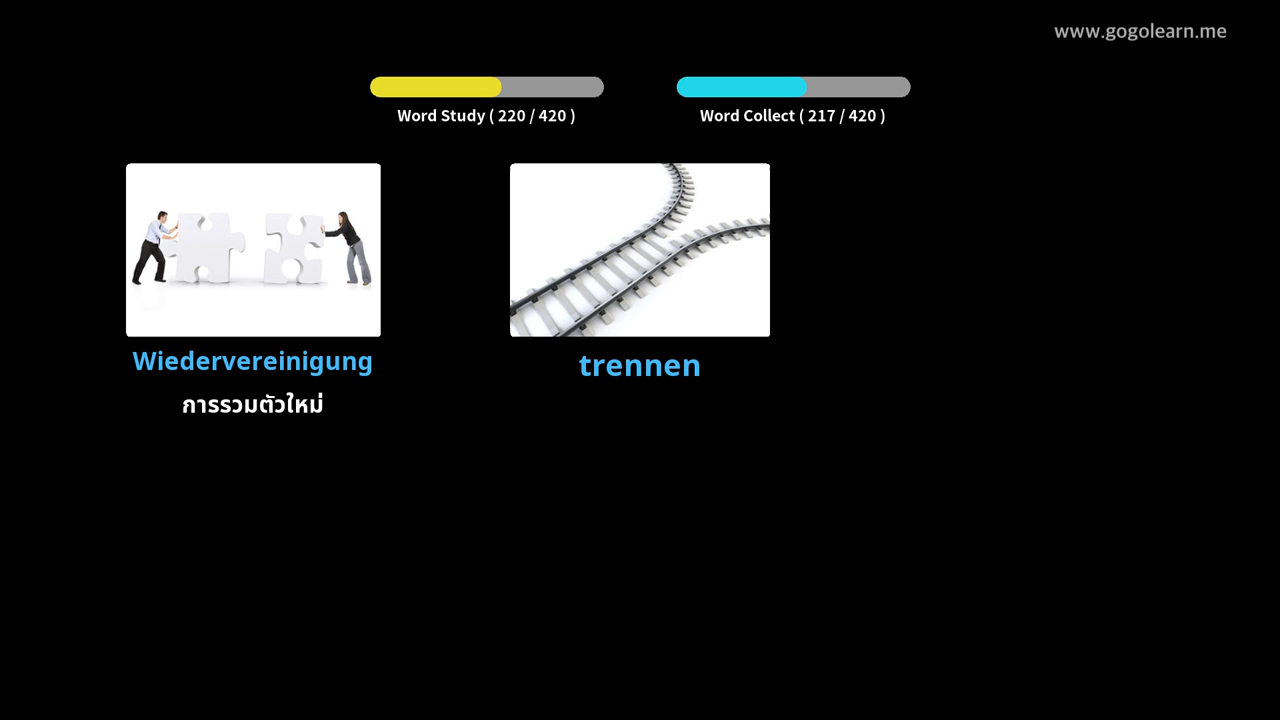 www.gogolearn.me
Word Study ( 220 / 420 )
Word Collect ( 217 / 420 )
Wiedervereinigung
การรวมตัวใหม่
trennen